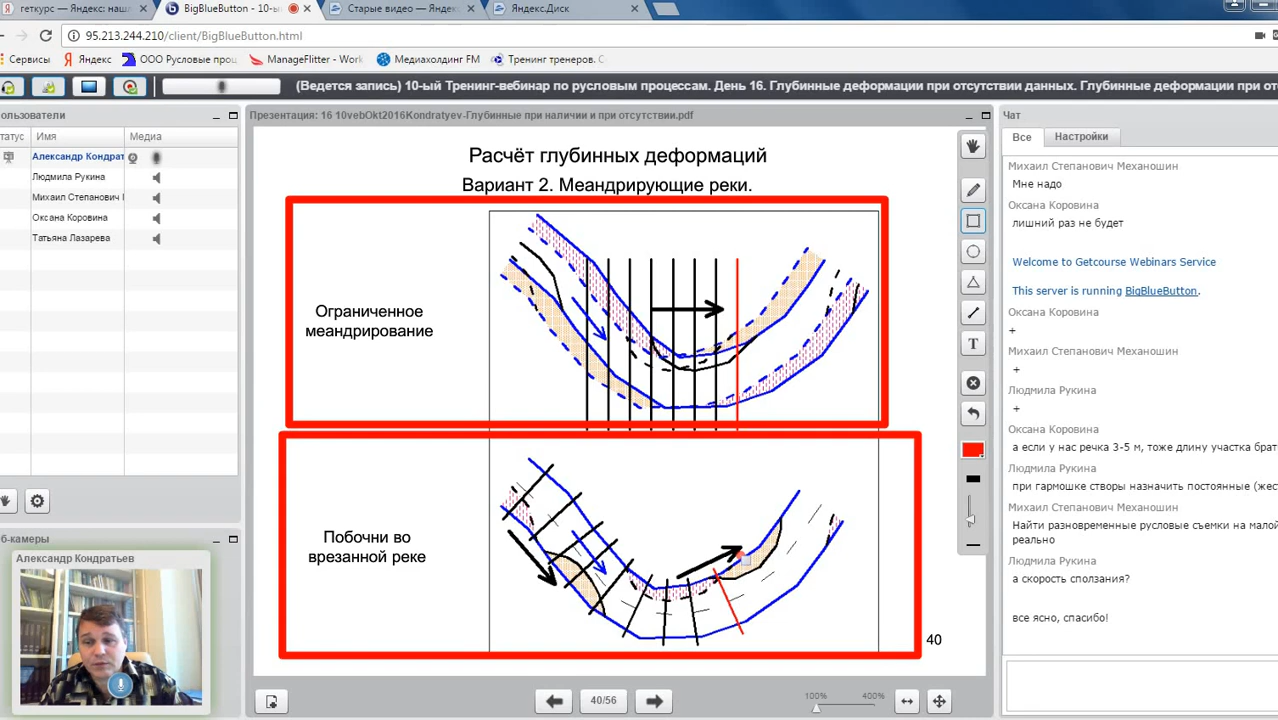 геткурс — Яндекс: наш
BigBlueButton - 10-ы
Старые видео — Яндекс.
Яндекс.Диск
95.213.244.210/client/BigBlueButton.html
Сервисы
Яндекс
ООО Русловые проц
ManageFlitter - Work
Медиахолдинг FM
Тренинг тренеров.
(Ведется запись) 10-ый Тренинг-вебинар по русловым процессам. День 16. Глубинные деформации при отсутствии данных. Глубинные деформации при от
ользователи
татус
Имя
Медиа
Александр Кондрат
Людмила Рукина
Михаил Степанович
Оксана Коровина
Татьяна Лазарева
б-камеры
Александр Кондратьев
Презентация: 16 10vebOkt2016Kondratyev-Глубинные при наличии и при отсутствии.pdf
Расчёт глубинных деформаций
Вариант 2. Меандрирующие реки.
Ограниченное
меандрирование
Побочни во
врезанной реке
40
T
40/56
100%
400%
Чат
Все
Настройки
Михаил Степанович Механошин
Мне надо
Оксана Коровина
лишний раз не будет
Welcome to Getcourse Webinars Service
This server is running BigBlueButton.
Оксана Коровина
+
Михаил Степанович Механошин
+
Людмила Рукина
+
Оксана Коровина
а если у нас речка 3-5 м, тоже длину участка брат
Людмила Рукина
при гармошке створы назначить постоянные (жес
Михаил Степанович Механошин
Найти разновременные русловые съемки на мало
реально
Людмила Рукина
а скорость сползания?
все ясно, спасибо!